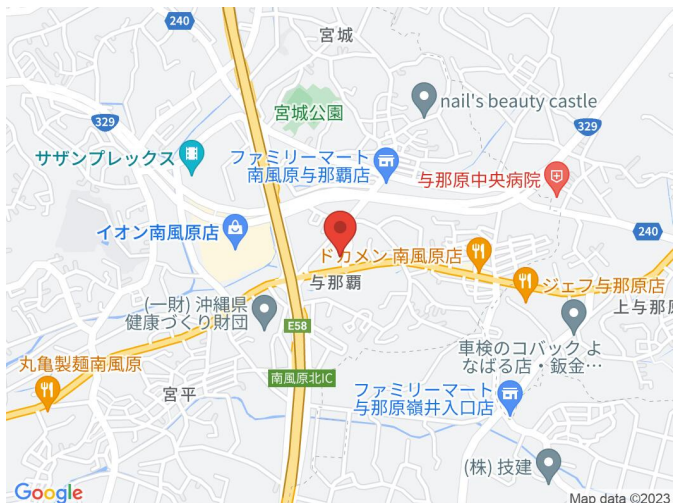 240
宮城
329
宮城公園
nail's beauty castle
サザンプレックス
ファミリーマート
南風原与那覇店
329
与那原中央病院
イオン南風原店
240
ドカメン 南風原店
与那覇
ジェフ与那原店
(一財) 沖縄県
健康づくり財団
上与那原
E58
車検のコバック よ
なばる店・鈑金…
丸亀製麺南風原
南風原北IC
宮平
ファミリーマート
与那原嶺井入口店
(株) 技建
Google
Map data ©2023